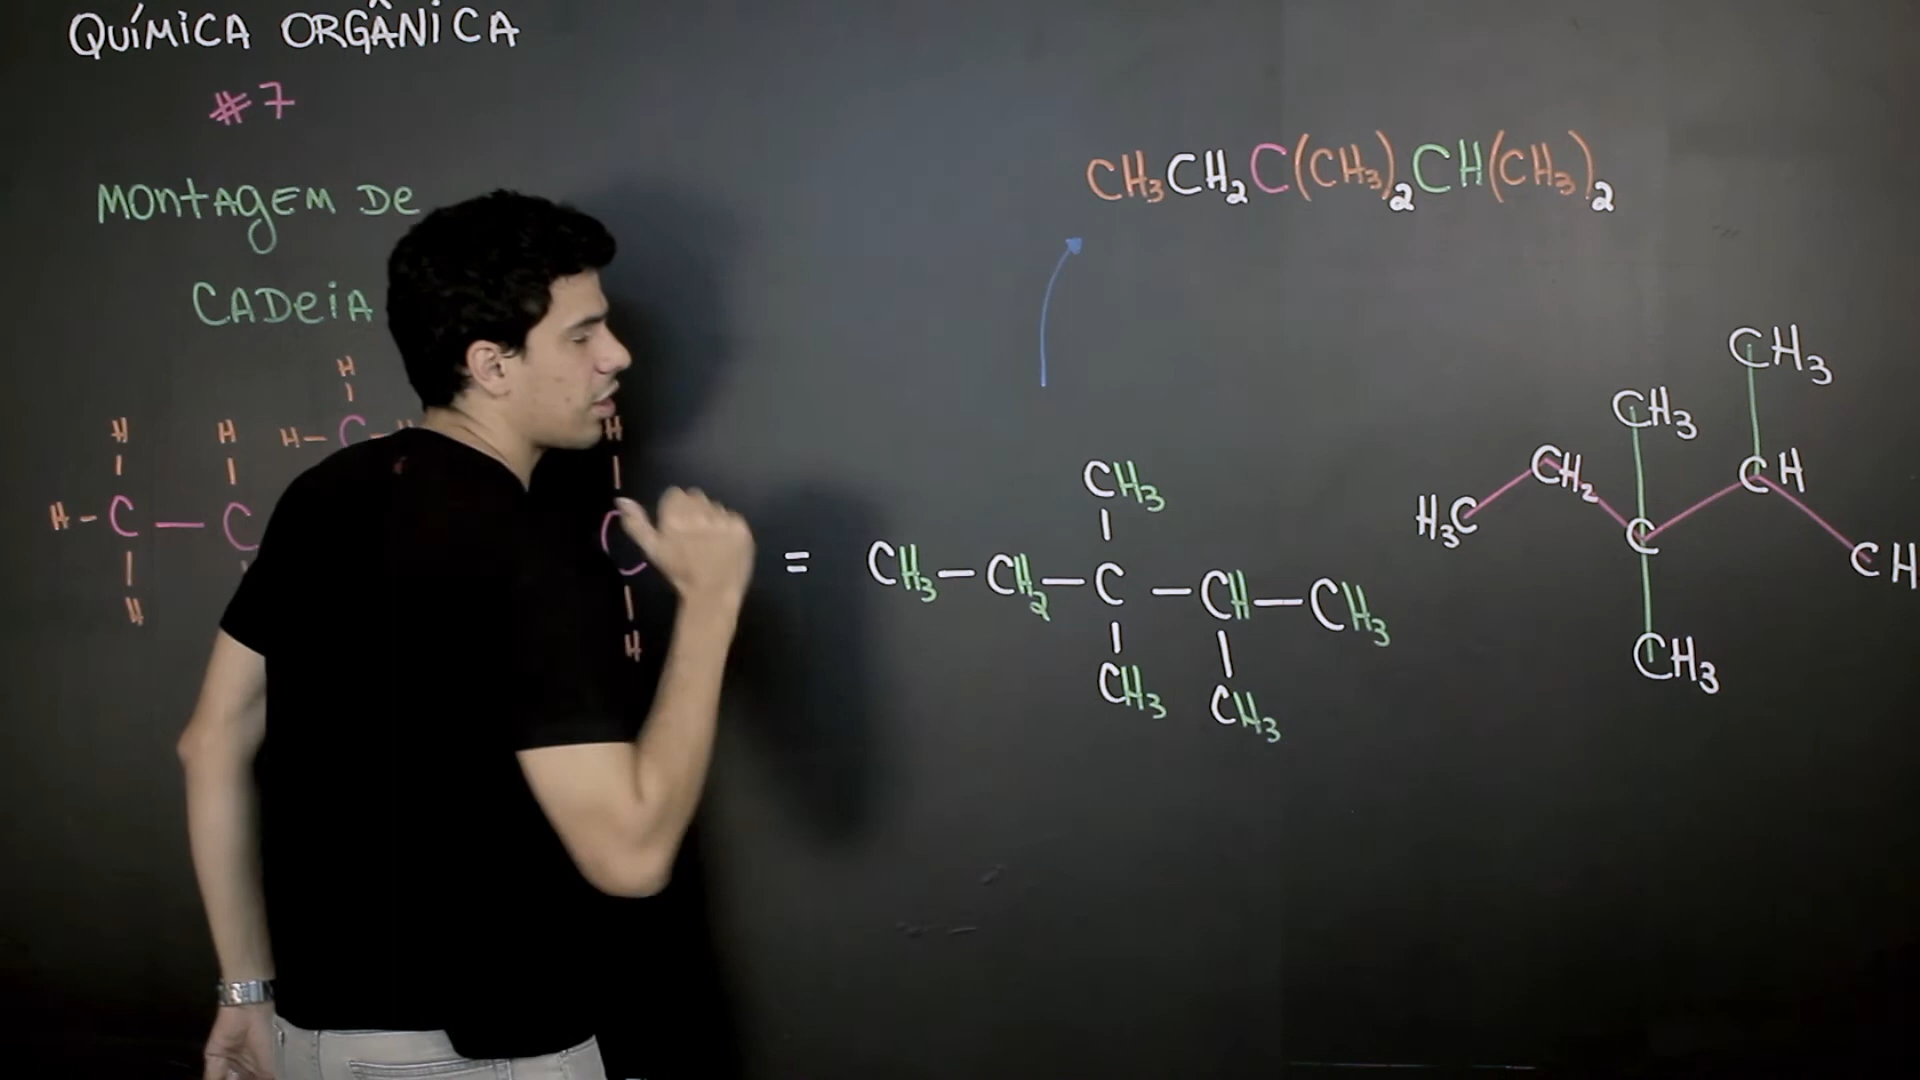 QUÍMICA ORGÂNICA
#7
MONTAGEM DE
CADEIA
CH₃CH₂C(CH₃)₂CH(CH₃)₂
H
H H H–C–H H
H–C—C C
H H
=
CH₃
CH₃–CH₂–C–CH–CH₃
CH₃ CH₃
CH₃
CH₃
CH₂ CH
H₃C C CH
CH₃